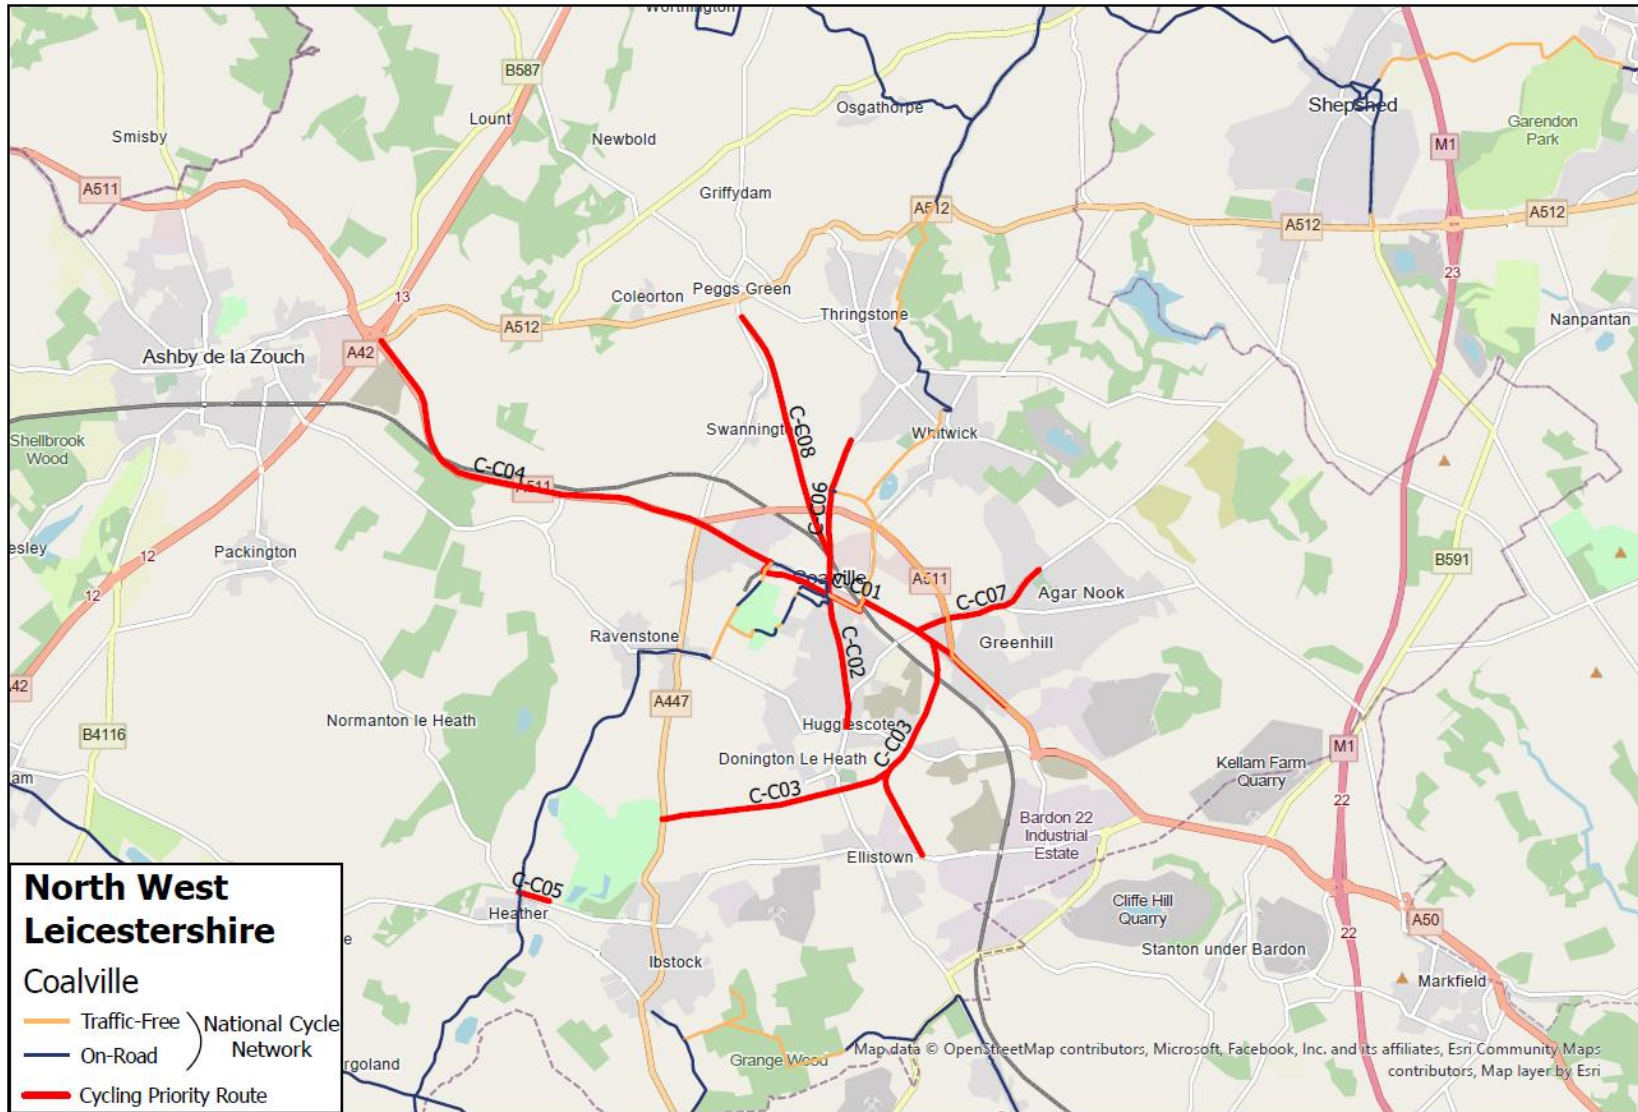 Worthington
B587
Smisby
Lount
Osgathorpe
Shepshed
Newbold
Garendon
Park
M1
A511
Griffydam
A512
A512
A512
23
13
Coleorton
Peggs Green
Thringstone
A512
Nanpantan
Ashby de la Zouch
A42
C-C08
Swannington
Whitwick
Shellbrook
Wood
C-C04
A511
C-C06
esley
12
Packington
B591
12
Coalville
C-C01
A511
C-C07
Agar Nook
Ravenstone
C-C02
Greenhill
A42
A447
Normanton le Heath
Hugglescote
B4116
C-C03
M1
Donington Le Heath
Kellam Farm
Quarry
am
C-C03
22
Bardon 22
Industrial
Estate
Ellistown
C-C05
Heather
Cliffe Hill
Quarry
A50
22
Stanton under Bardon
e
Ibstock
Markfield
Grange Wood
rgoland
North West
Leicestershire
Coalville
Traffic-Free
On-Road
National Cycle
Network
Cycling Priority Route
Map data © OpenStreetMap contributors, Microsoft, Facebook, Inc. and its affiliates, Esri Community Maps
contributors, Map layer by Esri